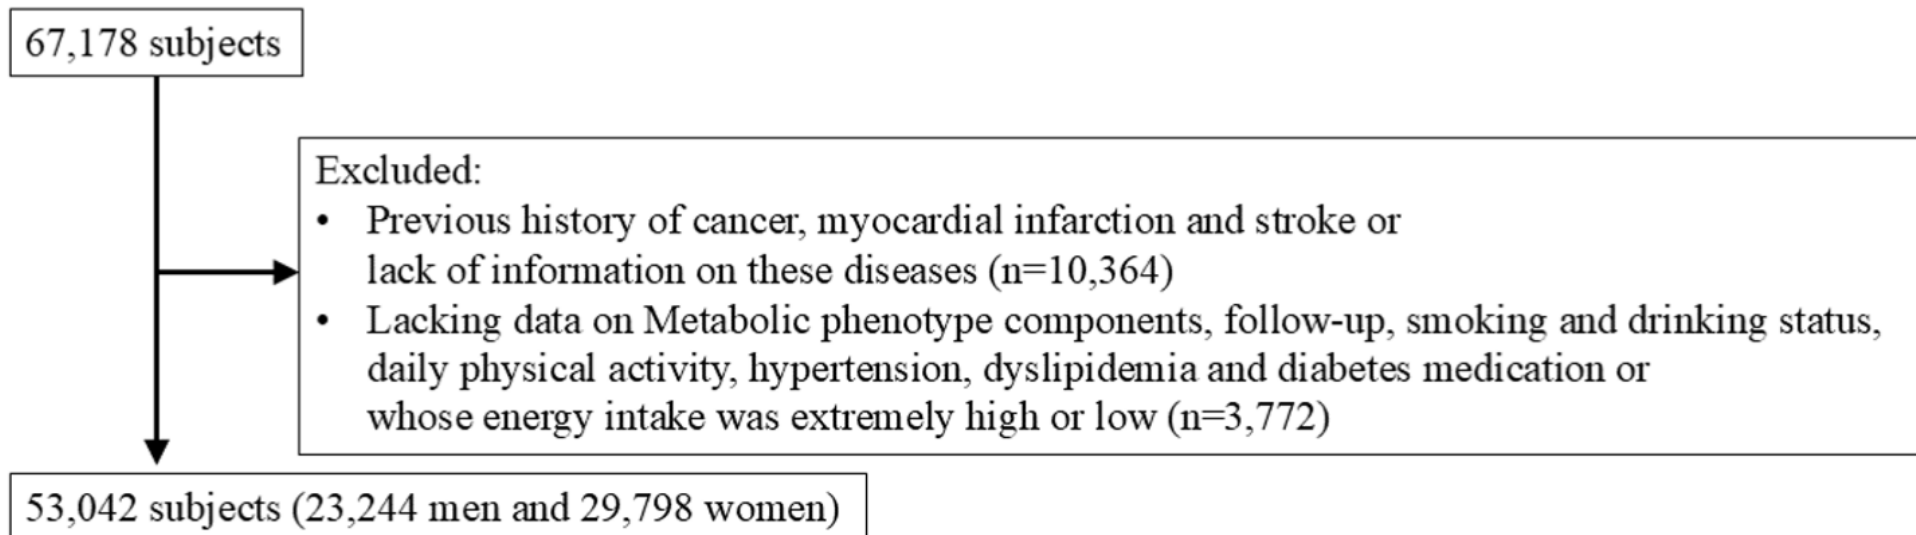 67,178 subjects
Excluded:
• Previous history of cancer, myocardial infarction and stroke or
lack of information on these diseases (n=10,364)
• Lacking data on Metabolic phenotype components, follow-up, smoking and drinking status,
daily physical activity, hypertension, dyslipidemia and diabetes medication or
whose energy intake was extremely high or low (n=3,772)
53,042 subjects (23,244 men and 29,798 women)